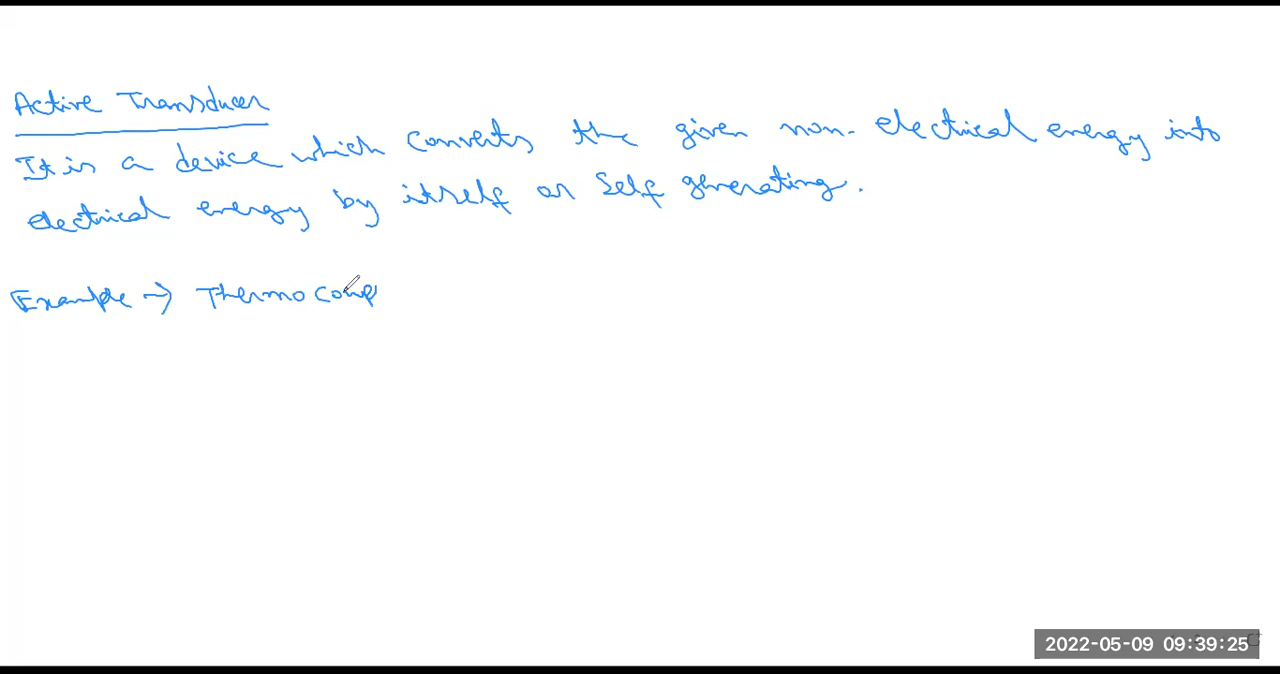 Active Transducer
It is a device which converts the given non-electrical energy into
electrical energy by itself or Self generating.
Example → Thermo Coup
2022-05-09 09:39:25